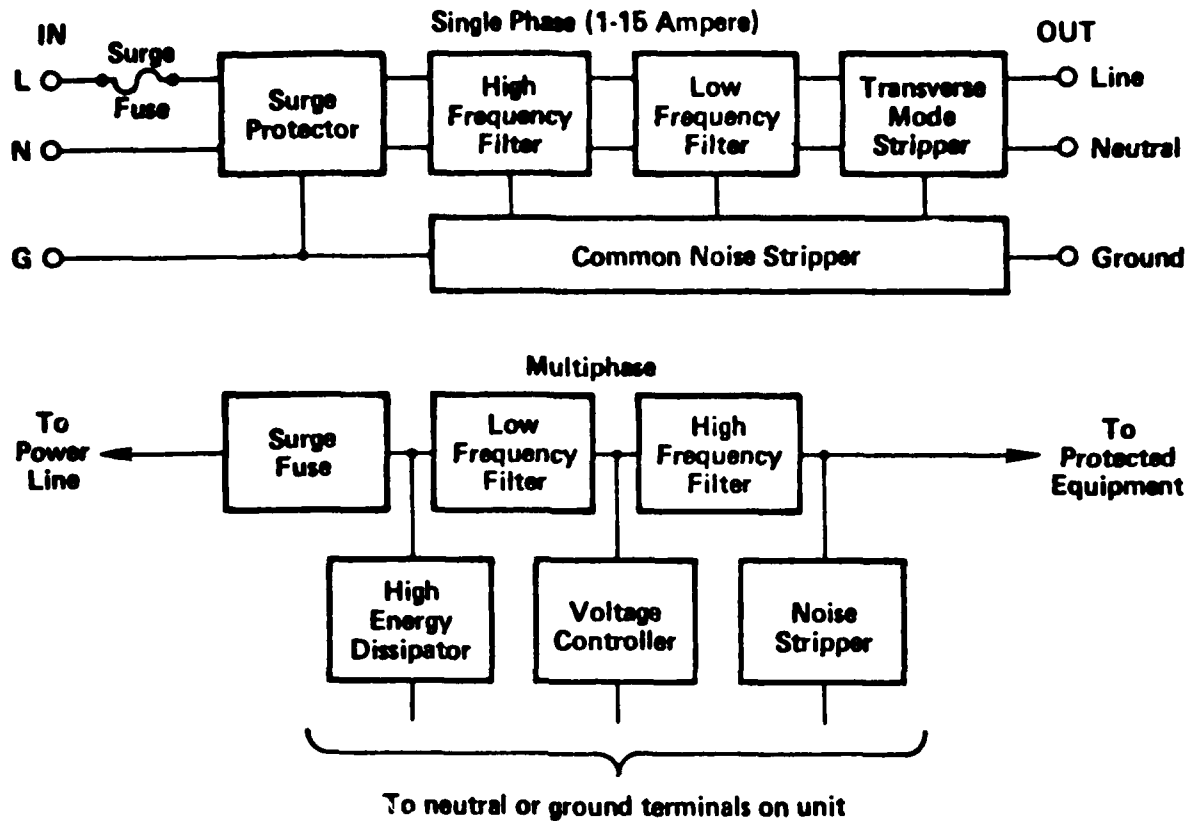 Single Phase (1-15 Ampere)
IN
OUT
Surge
Fuse
L
N
G
Surge
Protector
High
Frequency
Filter
Low
Frequency
Filter
Transverse
Mode
Stripper
Line
Neutral
Common Noise Stripper
Ground
Multiphase
To
Power
Line
Surge
Fuse
Low
Frequency
Filter
High
Frequency
Filter
To
Protected
Equipment
High
Energy
Dissipator
Voltage
Controller
Noise
Stripper
To neutral or ground terminals on unit